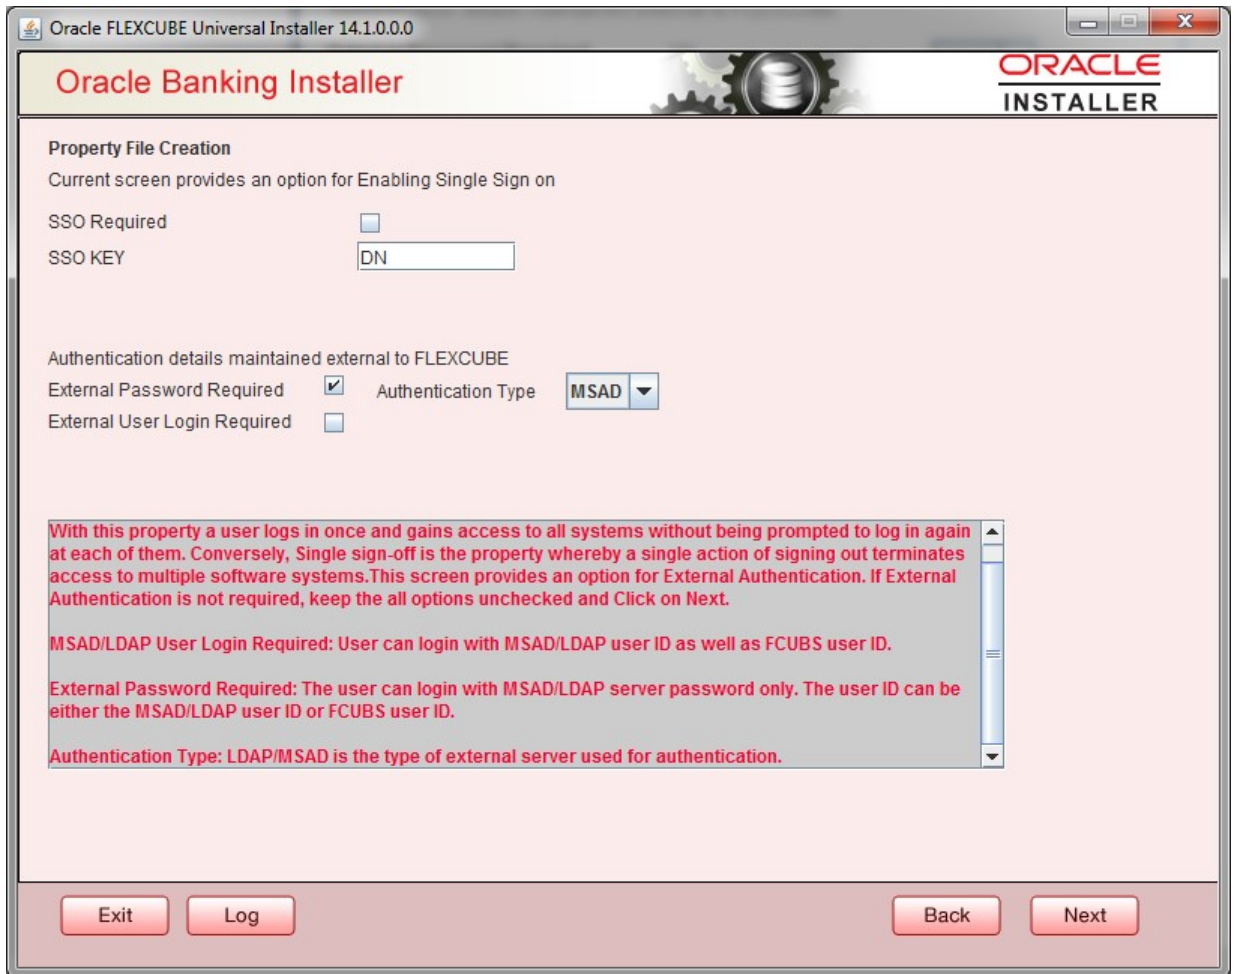 Oracle FLEXCUBE Universal Installer 14.1.0.0.0
Oracle Banking Installer
ORACLE
INSTALLER
Property File Creation
Current screen provides an option for Enabling Single Sign on
SSO Required
SSO KEY DN
Authentication details maintained external to FLEXCUBE
External Password Required Authentication Type MSAD
External User Login Required
With this property a user logs in once and gains access to all systems without being prompted to log in again
at each of them. Conversely, Single sign-off is the property whereby a single action of signing out terminates
access to multiple software systems.This screen provides an option for External Authentication. If External
Authentication is not required, keep the all options unchecked and Click on Next.
MSAD/LDAP User Login Required: User can login with MSAD/LDAP user ID as well as FCUBS user ID.
External Password Required: The user can login with MSAD/LDAP server password only. The user ID can be
either the MSAD/LDAP user ID or FCUBS user ID.
Authentication Type: LDAP/MSAD is the type of external server used for authentication.
Exit Log Back Next